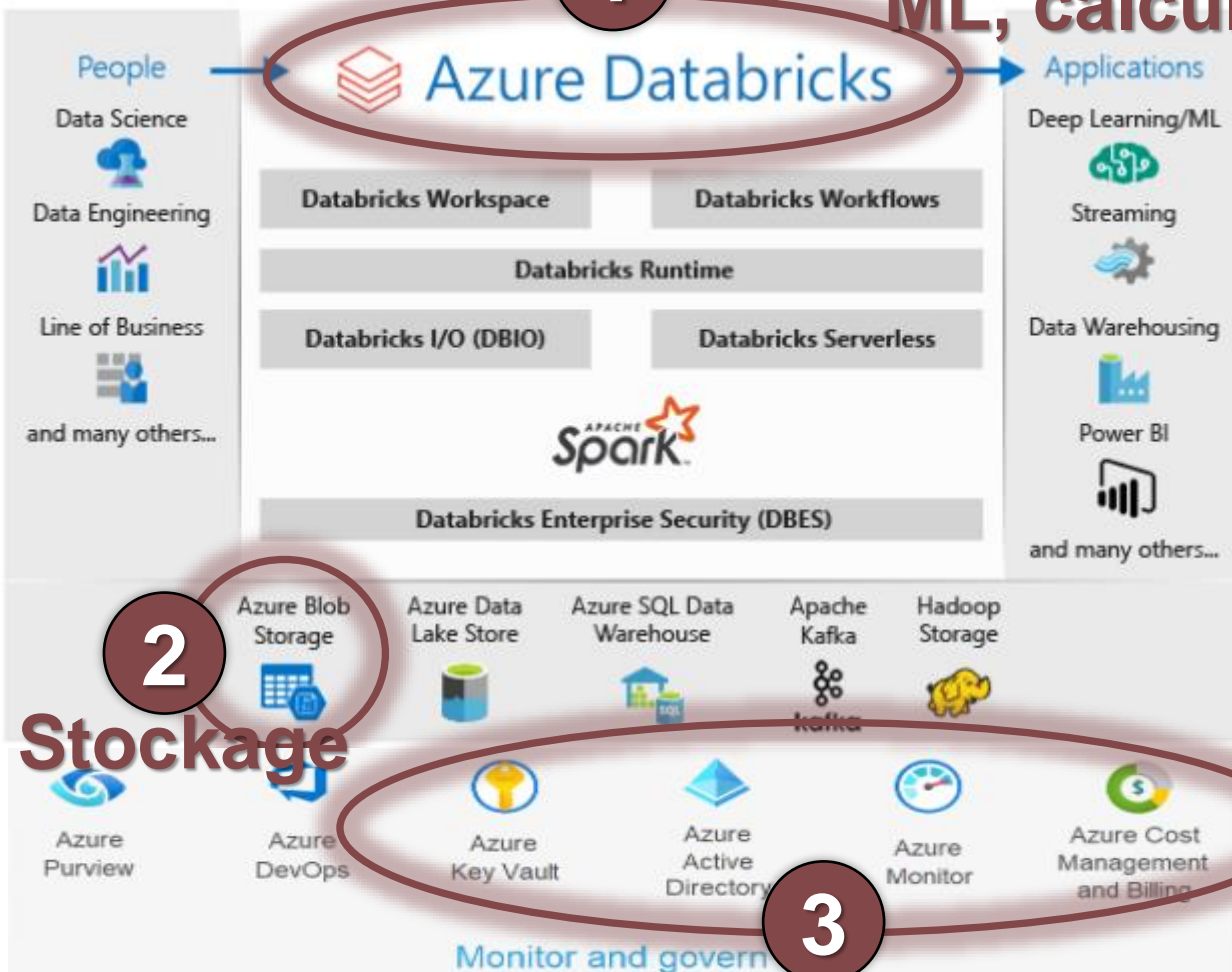 1
ML, calcul
People
Azure Databricks
Applications
Data Science
Data Engineering
Line of Business
and many others...
Databricks Workspace
Databricks Workflows
Databricks Runtime
Databricks I/O (DBIO)
Databricks Serverless
APACHE
Spark
Databricks Enterprise Security (DBES)
Deep Learning/ML
Streaming
Data Warehousing
Power BI
and many others...
2
Stockage
Azure Blob
Storage
Azure Data
Lake Store
Azure SQL Data
Warehouse
SQL
Apache
Kafka
kafka
Hadoop
Storage
Azure
Purview
Azure
DevOps
Azure
Key Vault
Azure
Active
Directory
Azure
Monitor
$
Azure Cost
Management
and Billing
3
Monitor and govern